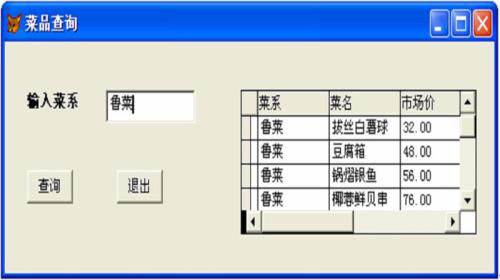 菜品查询
输入菜系 鲁菜
查询 退出
菜系 菜名 市场价
鲁菜 拔丝白薯球 32.00
鲁菜 豆腐箱 48.00
鲁菜 锅熠银鱼 56.00
鲁菜 椰蓉鲜贝串 76.00